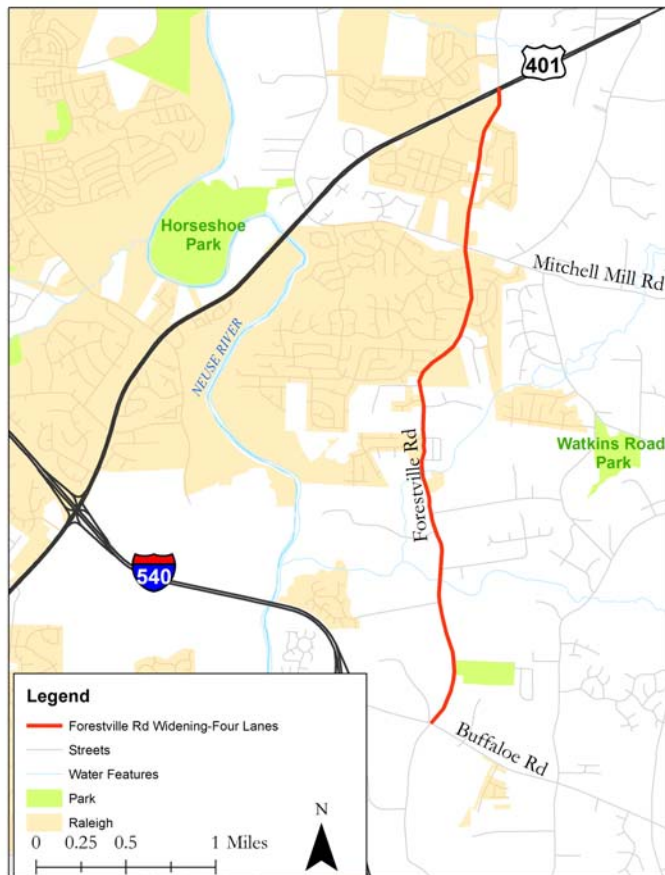 401
Horseshoe
Park
Mitchell Mill Rd
NEUSE RIVER
Watkins Road
Park
Forestville Rd
540
Buffaloe Rd
Legend
Forestville Rd Widening-Four Lanes
Streets
Water Features
Park
Raleigh
N
0 0.25 0.5 1 Miles